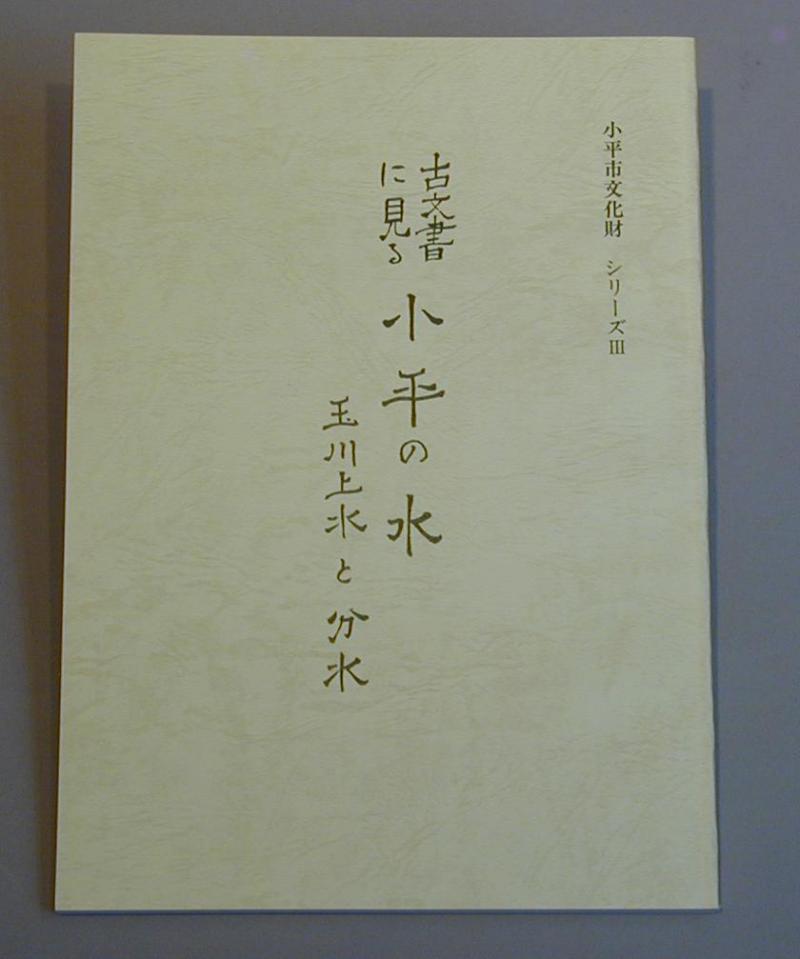 小平市文化財 シリーズIII
古文書
に見る
小平の水
玉川上水と分水